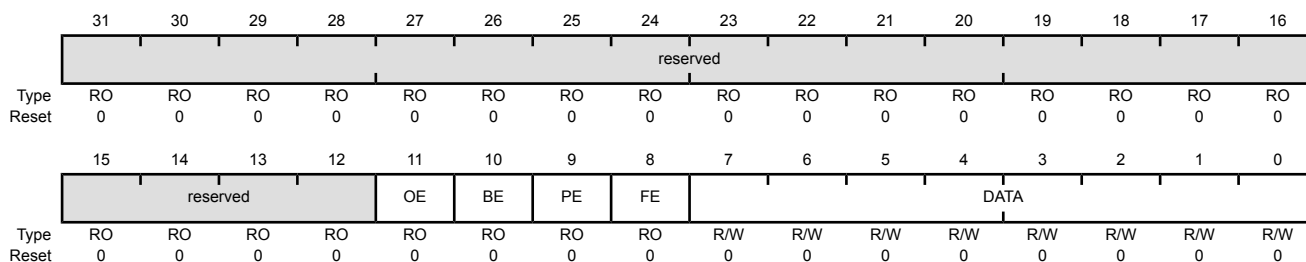 31 30 29 28 27 26 25 24 23 22 21 20 19 18 17 16
reserved
Type RO RO RO RO RO RO RO RO RO RO RO RO RO RO RO RO
Reset 0 0 0 0 0 0 0 0 0 0 0 0 0 0 0 0
15 14 13 12 11 10 9 8 7 6 5 4 3 2 1 0
reserved OE BE PE FE DATA
Type RO RO RO RO RO RO RO RO R/W R/W R/W R/W R/W R/W R/W R/W
Reset 0 0 0 0 0 0 0 0 0 0 0 0 0 0 0 0